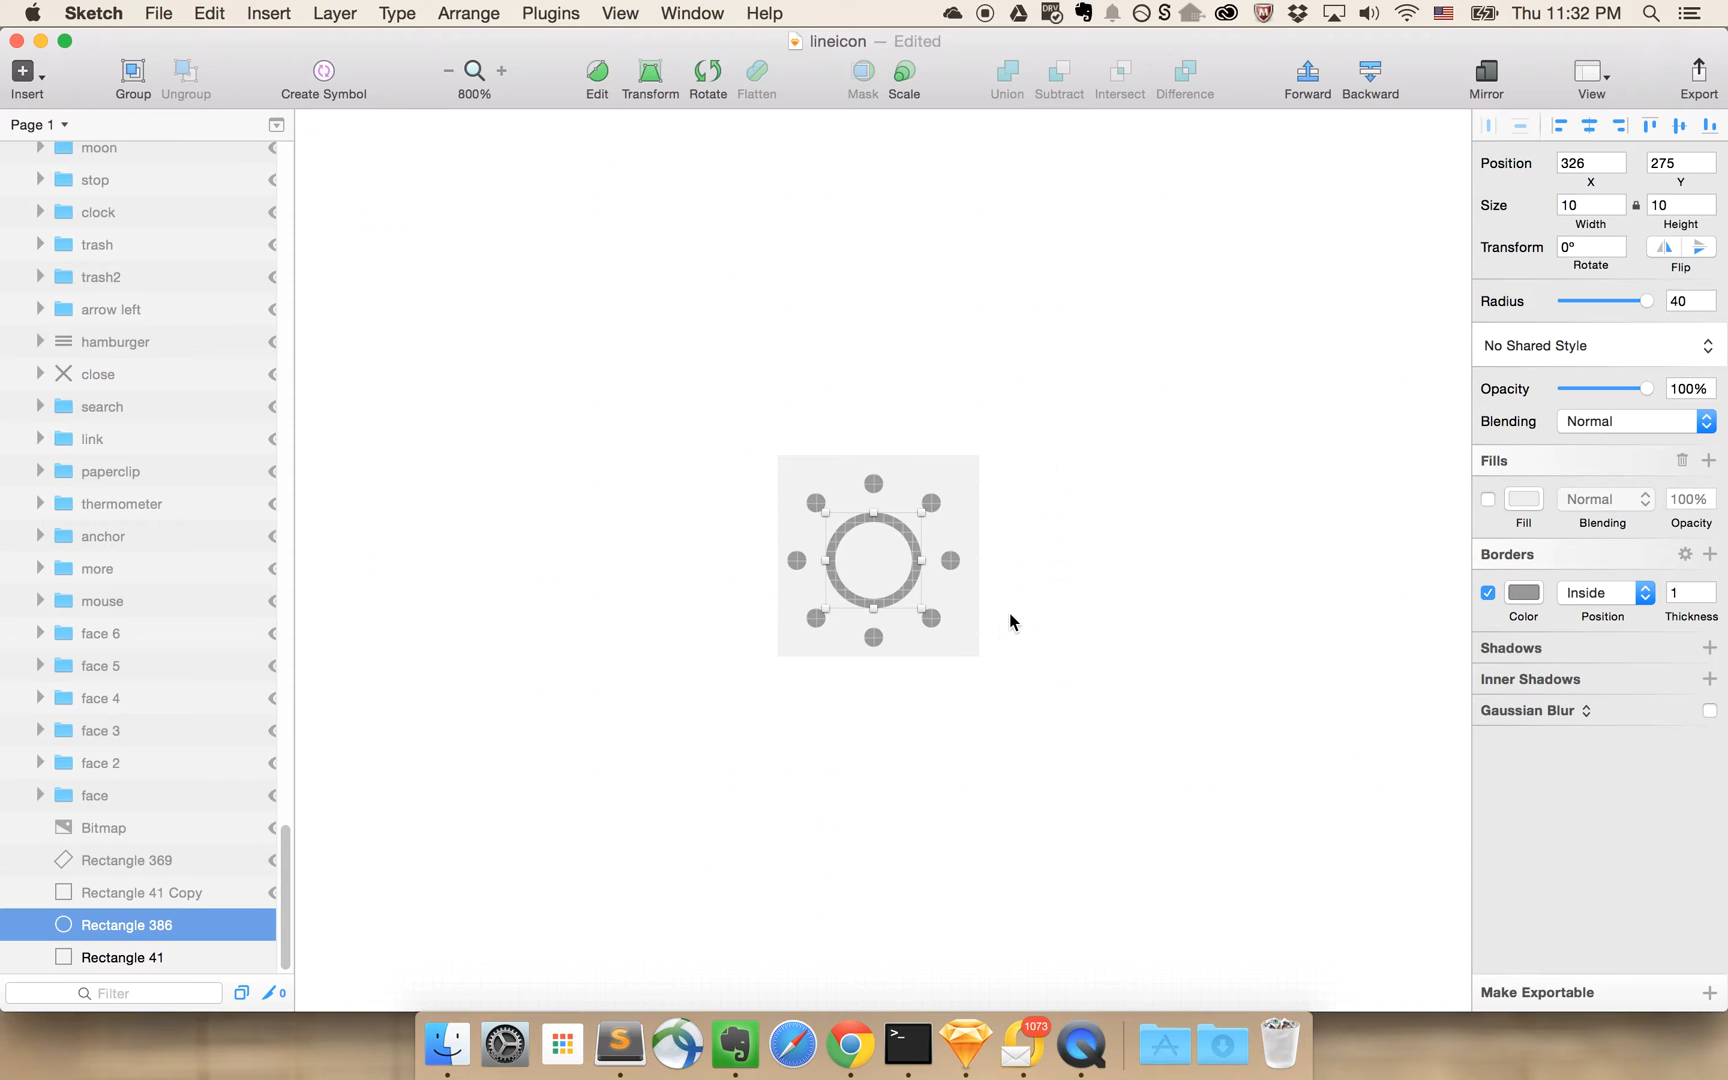 Sketch File Edit Insert Layer Type Arrange Plugins View Window Help
DRV
S
Thu 11:32 PM
lineicon — Edited
Insert Group Ungroup Create Symbol 800% Edit Transform Rotate Flatten Mask Scale Union Subtract Intersect Difference Forward Backward Mirror View Export
Page 1
moon
stop
clock
trash
trash2
arrow left
hamburger
close
search
link
paperclip
thermometer
anchor
more
mouse
face 6
face 5
face 4
face 3
face 2
face
Bitmap
Rectangle 369
Rectangle 41 Copy
Rectangle 386
Rectangle 41
Filter
0
Position 326 275
X Y
Size 10 10
Width Height
Transform 0º
Rotate Flip
Radius 40
No Shared Style
Opacity 100%
Blending Normal
Fills
Normal 100%
Fill Blending Opacity
Borders
Inside 1
Color Position Thickness
Shadows
Inner Shadows
Gaussian Blur
Make Exportable
S
>_
1073